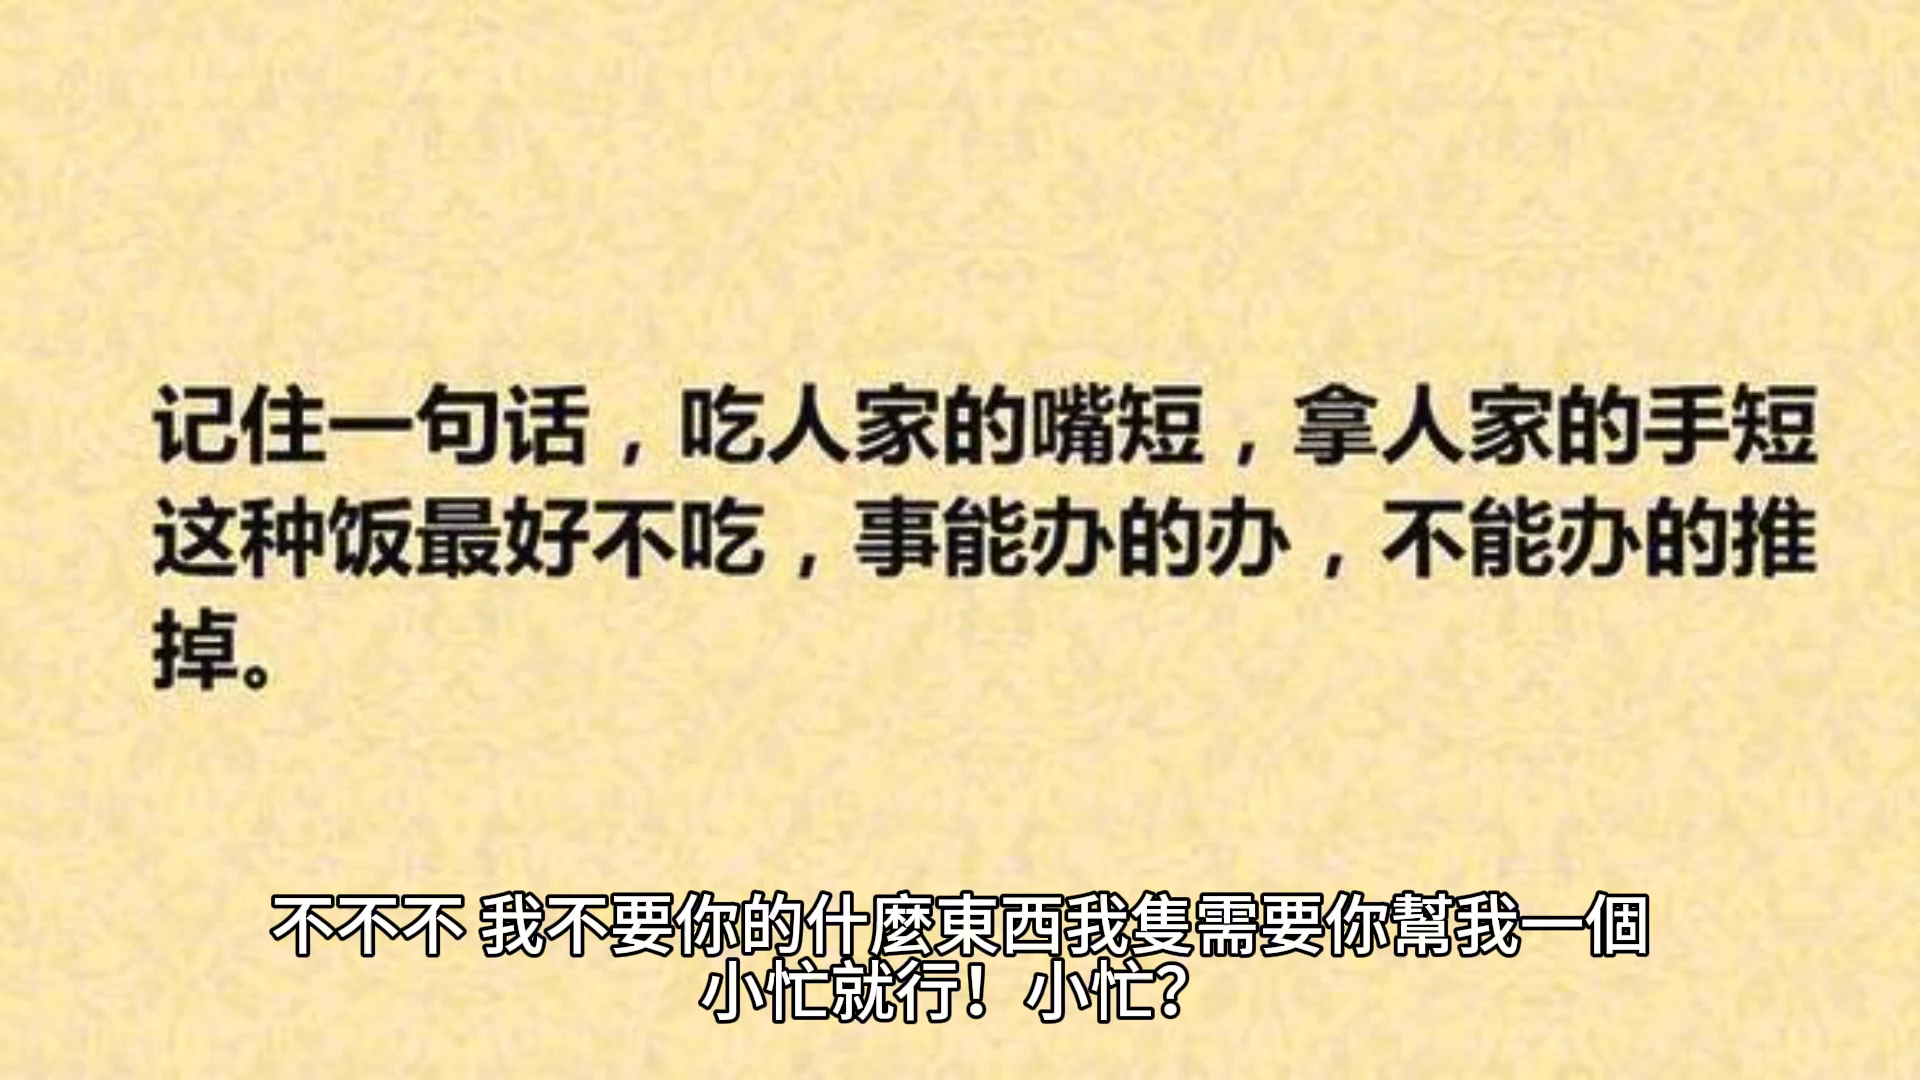 记住一句话，吃人家的嘴短，拿人家的手短
这种饭最好不吃，事能办的办，不能办的推
掉。
不不不 我不要你的什麼東西我隻需要你幫我一個
小忙就行！小忙？